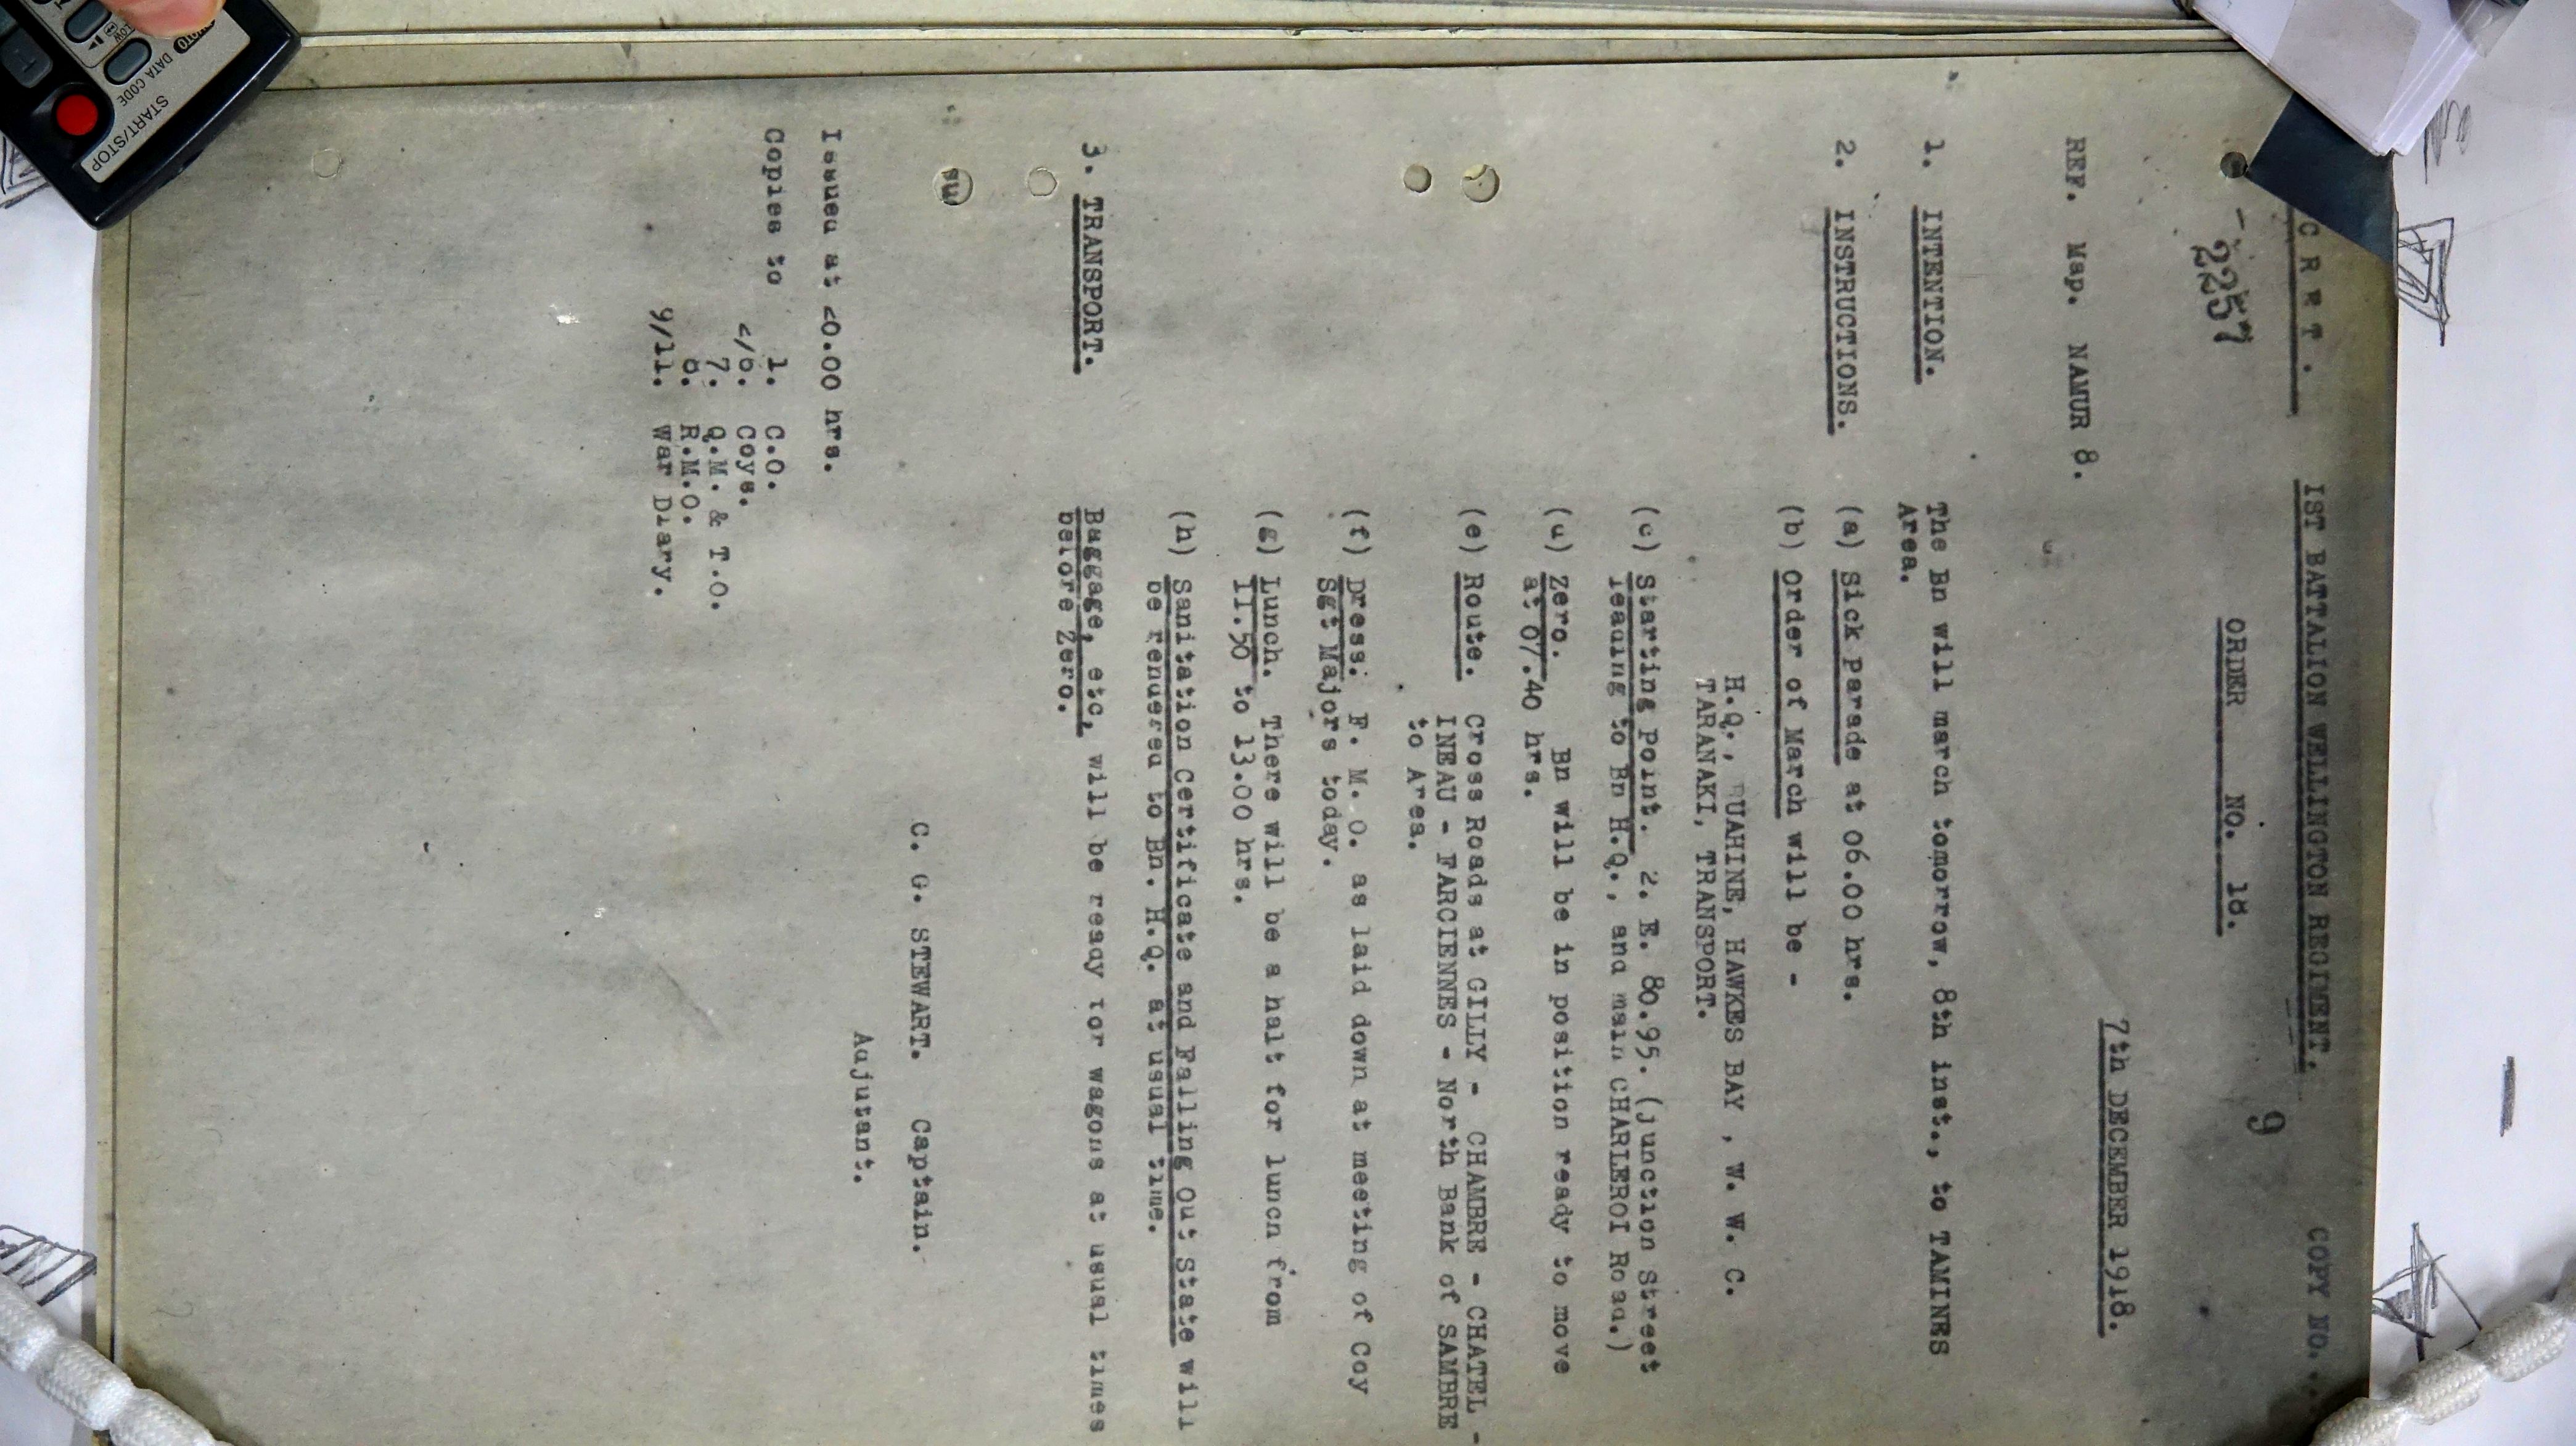 C R E T .    IST BATTALION WELLINGTON REGIMENT.    COPY NO.
9
- 2257    ORDER NO. 18.
7th DECEMBER 1918.
REF. Map. NAMUR 8.
1. INTENTION.    The Bn will march tomorrow, 8th inst., to TAMINES
Area.
2. INSTRUCTIONS.    (a) Sick Parade at 06.00 hrs.
(b) Order of March will be -
H.Q., RUAHINE, HAWKES BAY , W. W. C.
TARANAKI, TRANSPORT.
(c) Starting Point. 2. E. 80.95. (junction Street
leading to Bn H.Q., and main CHARLEROI Road.)
(d) Zero. Bn will be in position ready to move
at 07.40 hrs.
(e) Route. Cross Roads at GILLY - CHAMBRE - CHATEL -
INEAU - FARCIENNES - North Bank of SAMBRE -
to Area.
(f) Dress. F. M. O. as laid down at meeting of Coy
Sgt Majors today.
(g) Lunch. There will be a halt for lunch from
11.50 to 13.00 hrs.
(h) Sanitation Certificate and Falling Out State will
be rendered to Bn. H.Q. at usual time.
3. TRANSPORT.    Baggage, etc, will be ready for wagons at usual times
before Zero.
su
C. G. STEWART. Captain.
Adjutant.
Issued at 20.00 hrs.
Copies to    1. C.O.
2/6. Coys.
7. Q.M. & T.O.
8. R.M.O.
9/11. War Diary.
DATA CODE
START/STOP